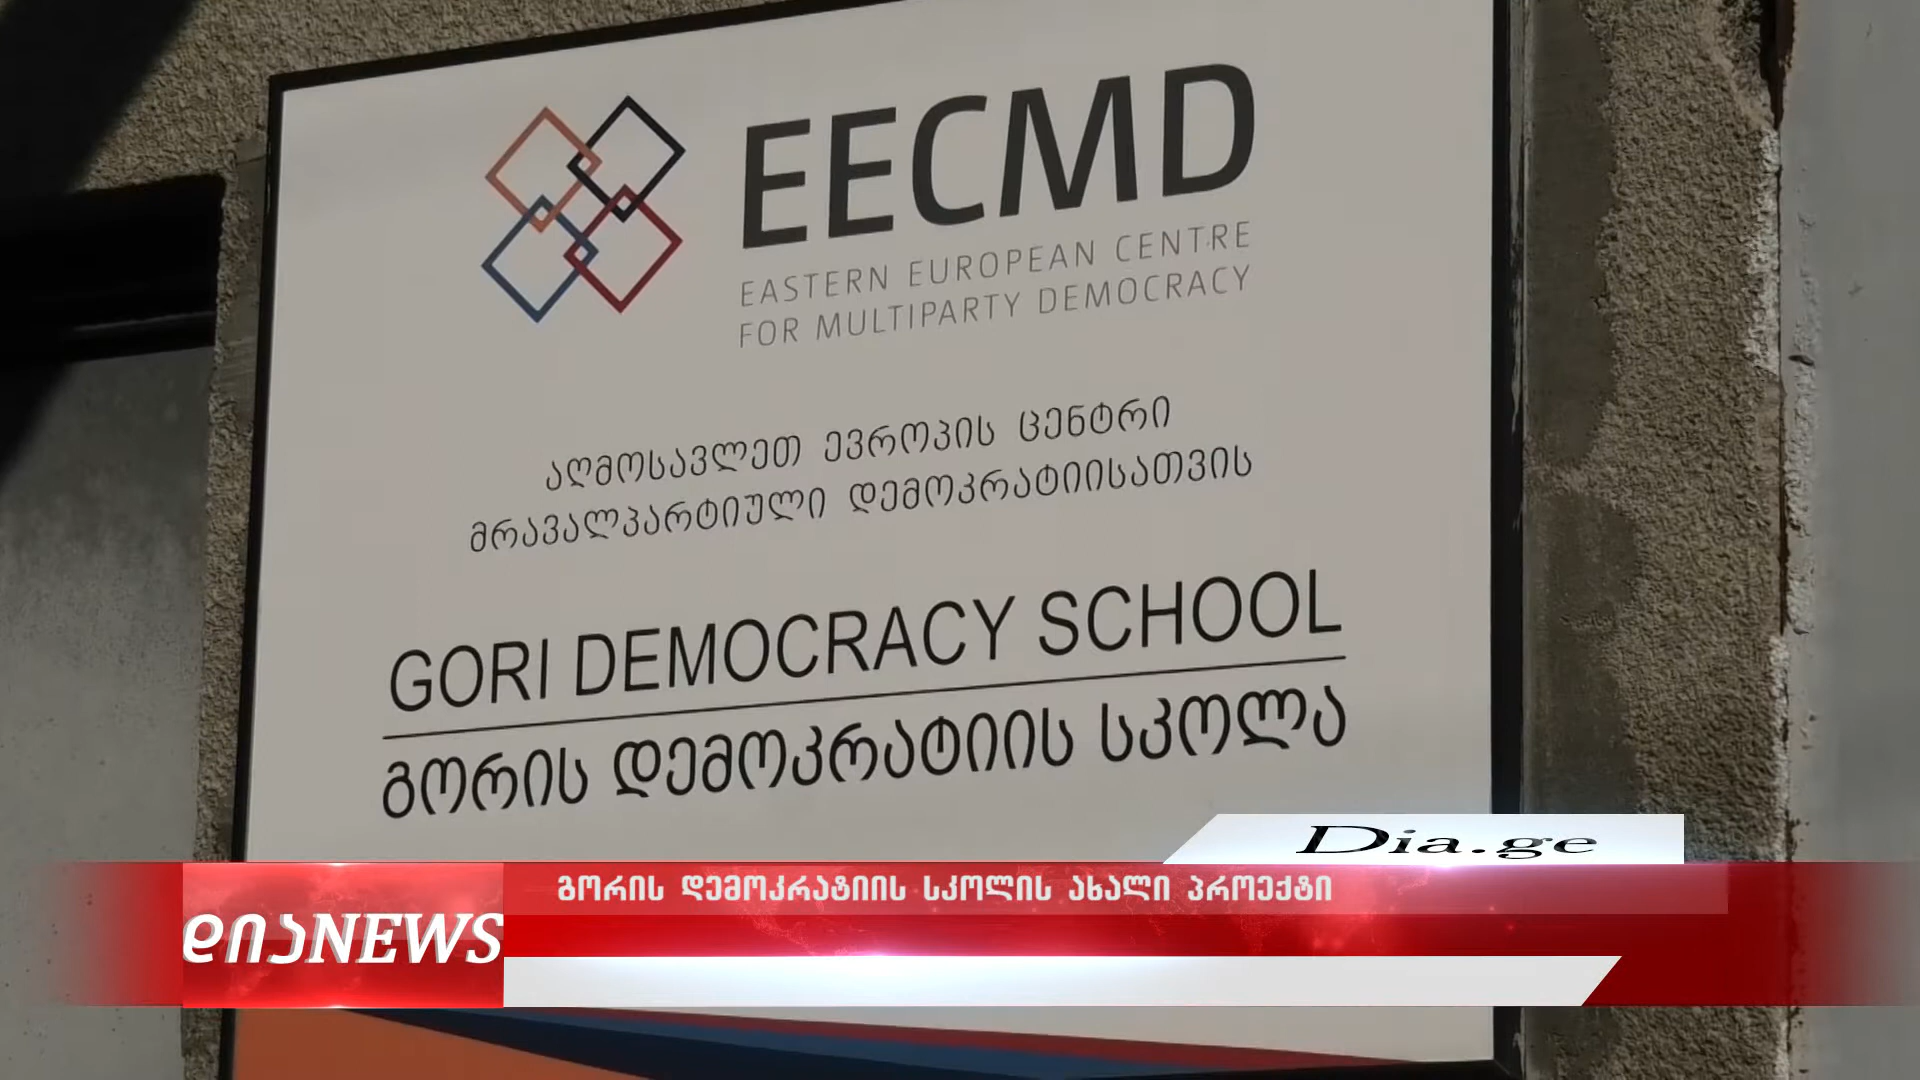 EECMD
EASTERN EUROPEAN CENTRE
FOR MULTIPARTY DEMOCRACY
აღმოსავლეთ ევროპის ცენტრი
მრავალპარტიული დემოკრატიისათვის
GORI DEMOCRACY SCHOOL
გორის დემოკრატიის სკოლა
Dia.ge
გორის დემოკრატიის სკოლის ახალი პროექტი
დიაNEWS